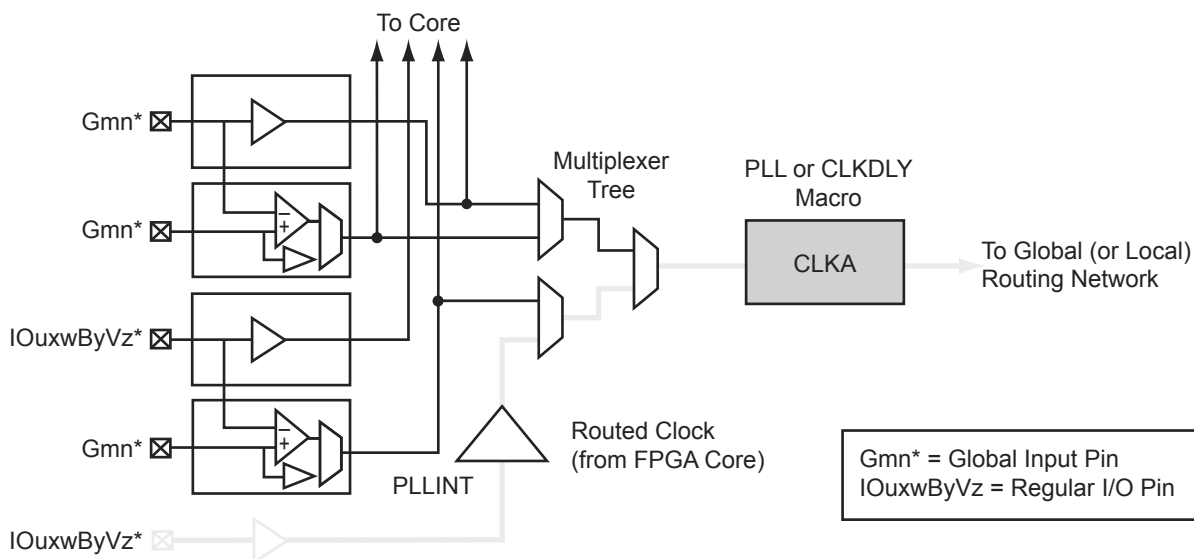 To Core
Gmn*
Gmn*
IOuxwByVz*
Gmn*
IOuxwByVz*
−
+
−
+
Multiplexer
Tree
PLL or CLKDLY
Macro
CLKA
To Global (or Local)
Routing Network
PLLINT
Routed Clock
(from FPGA Core)
Gmn* = Global Input Pin
IOuxwByVz = Regular I/O Pin